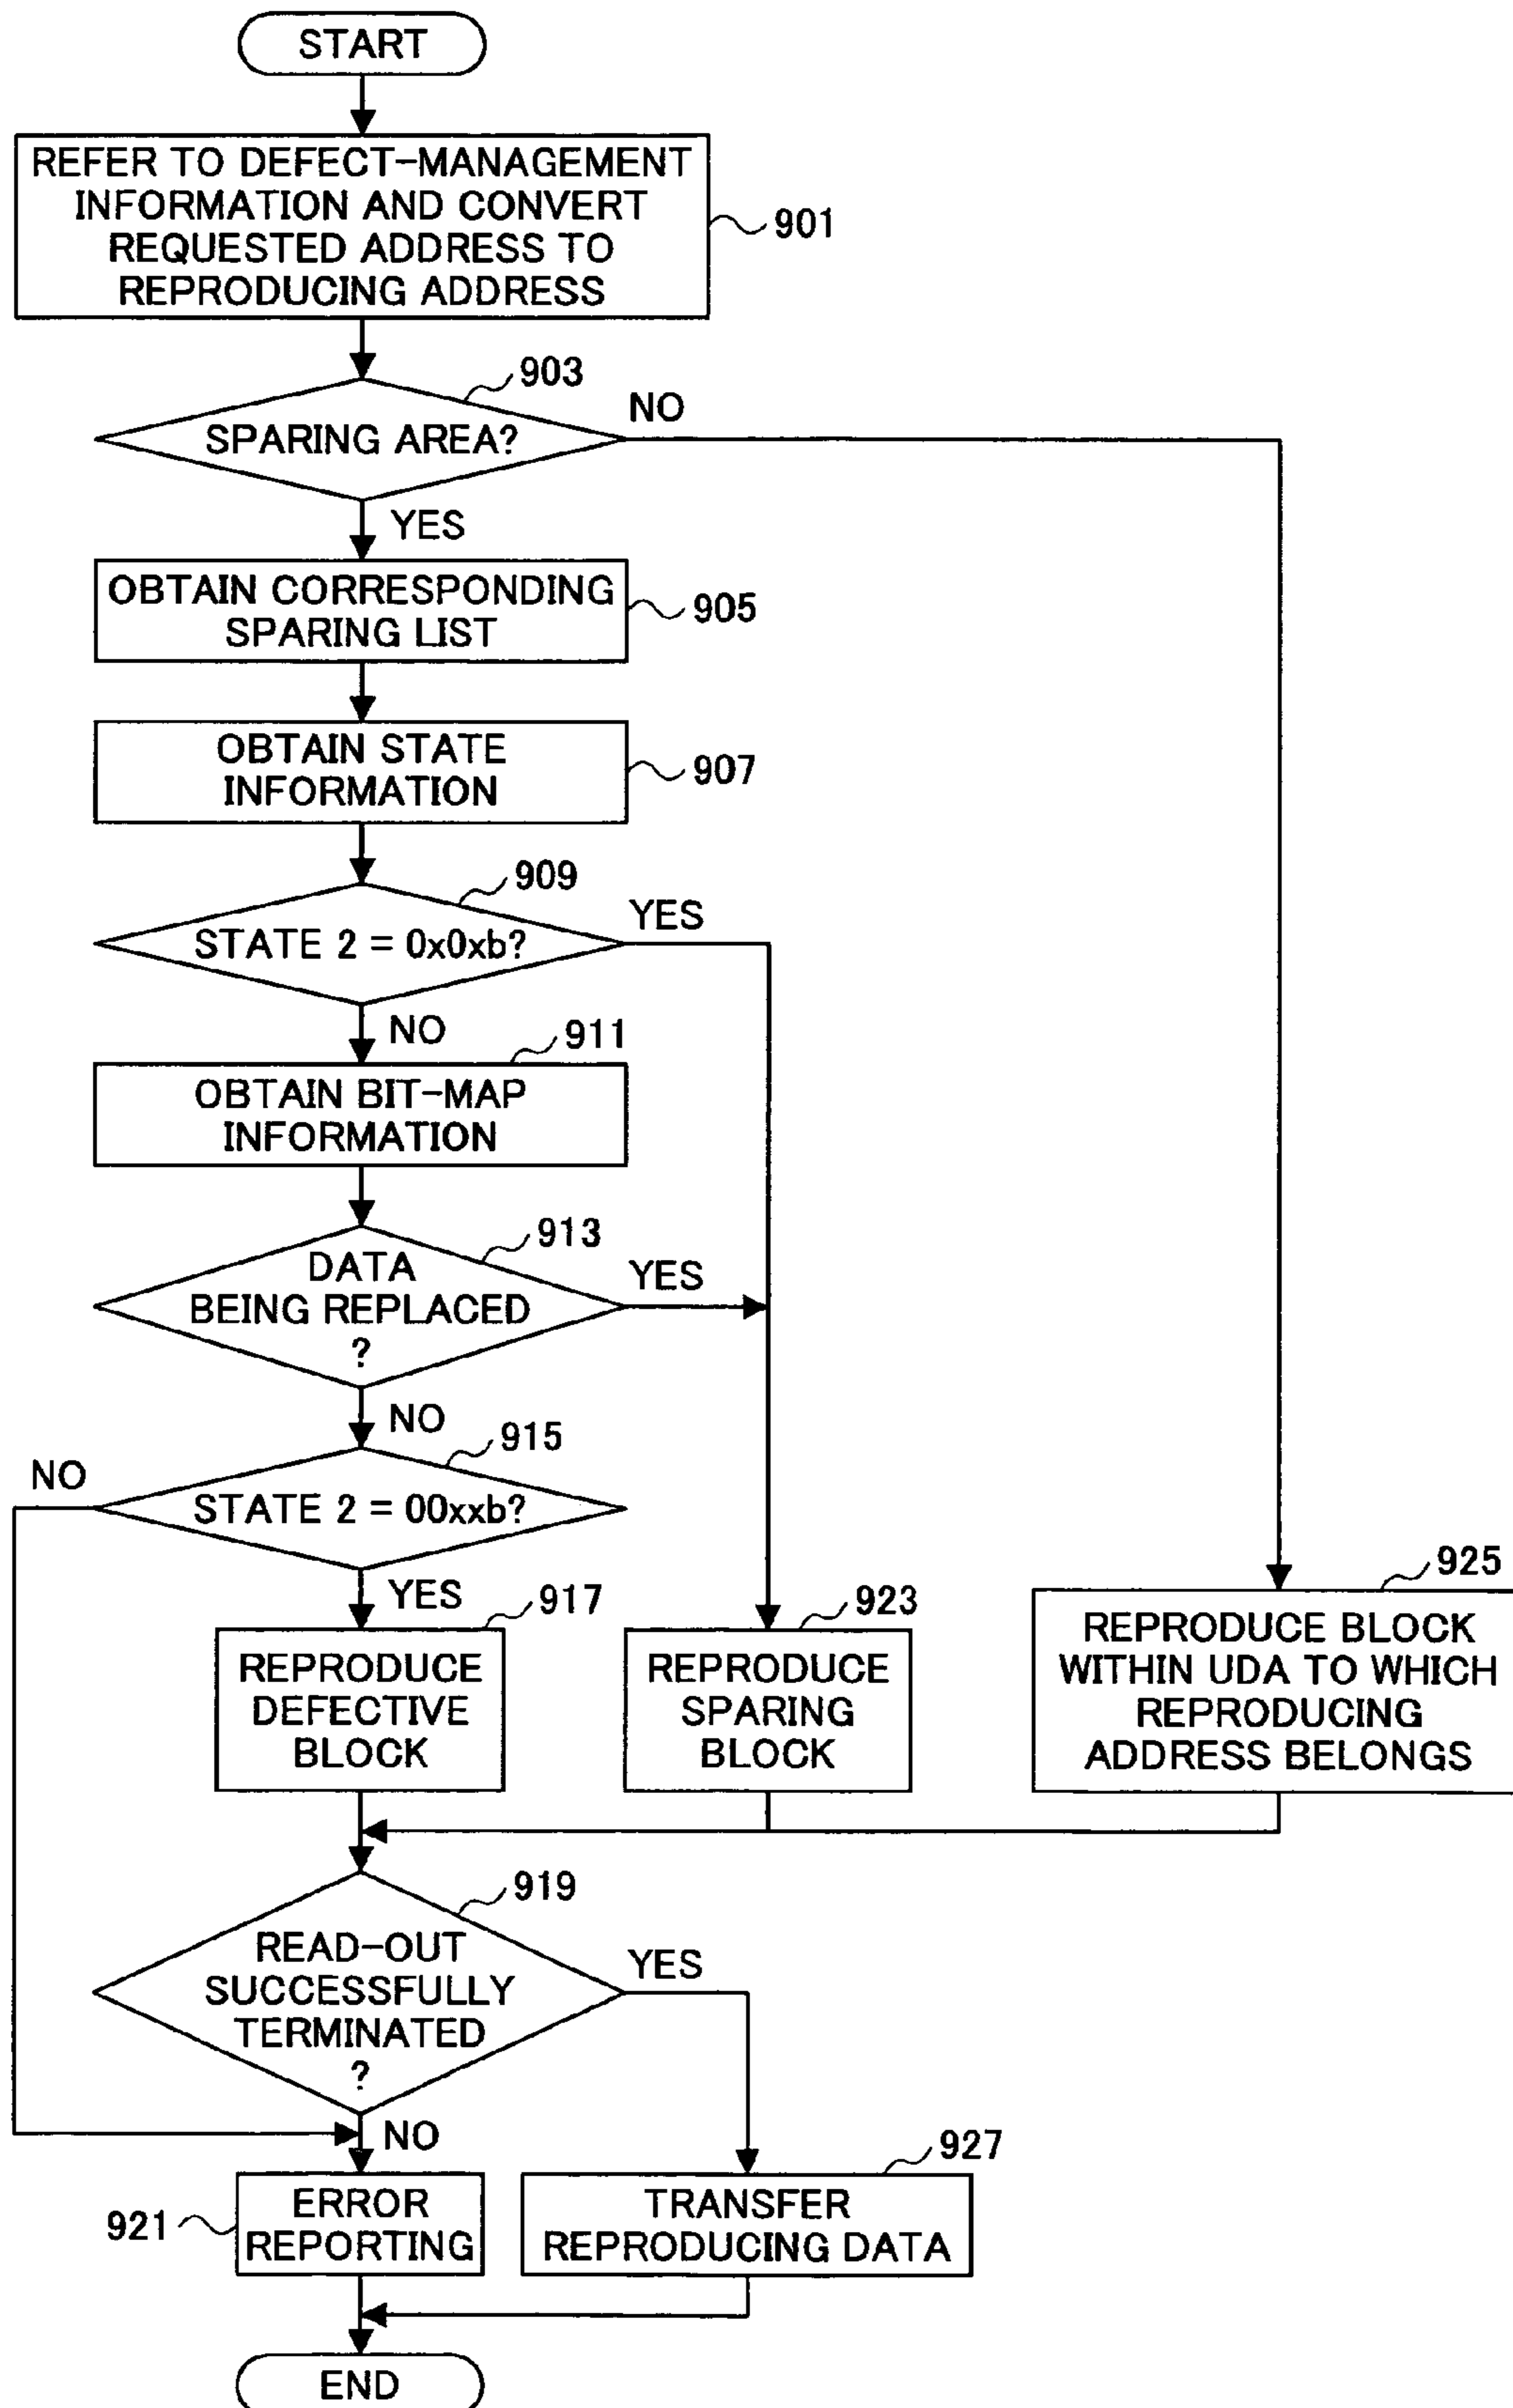 START
REFER TO DEFECT-MANAGEMENT
INFORMATION AND CONVERT
REQUESTED ADDRESS TO
REPRODUCING ADDRESS
901
903
SPARING AREA?
NO
YES
OBTAIN CORRESPONDING
SPARING LIST
905
OBTAIN STATE
INFORMATION
907
909
STATE 2 = 0x0xb?
YES
NO
911
OBTAIN BIT-MAP
INFORMATION
913
DATA
BEING REPLACED
?
YES
NO
915
NO
STATE 2 = 00xxb?
YES
917
REPRODUCE
DEFECTIVE
BLOCK
923
REPRODUCE
SPARING
BLOCK
925
REPRODUCE BLOCK
WITHIN UDA TO WHICH
REPRODUCING
ADDRESS BELONGS
919
READ-OUT
SUCCESSFULLY
TERMINATED
?
YES
NO
921
ERROR
REPORTING
927
TRANSFER
REPRODUCING DATA
END